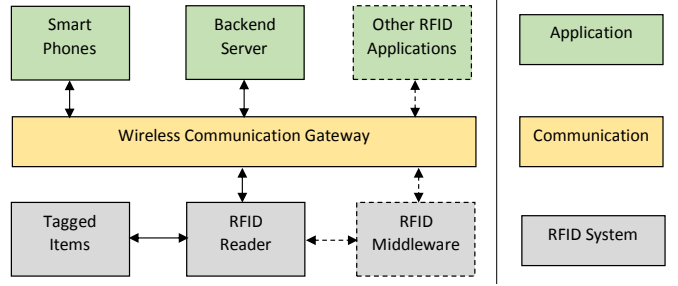 Smart
Phones
Backend
Server
Other RFID
Applications
Application
Wireless Communication Gateway
Communication
Tagged
Items
RFID
Reader
RFID
Middleware
RFID System